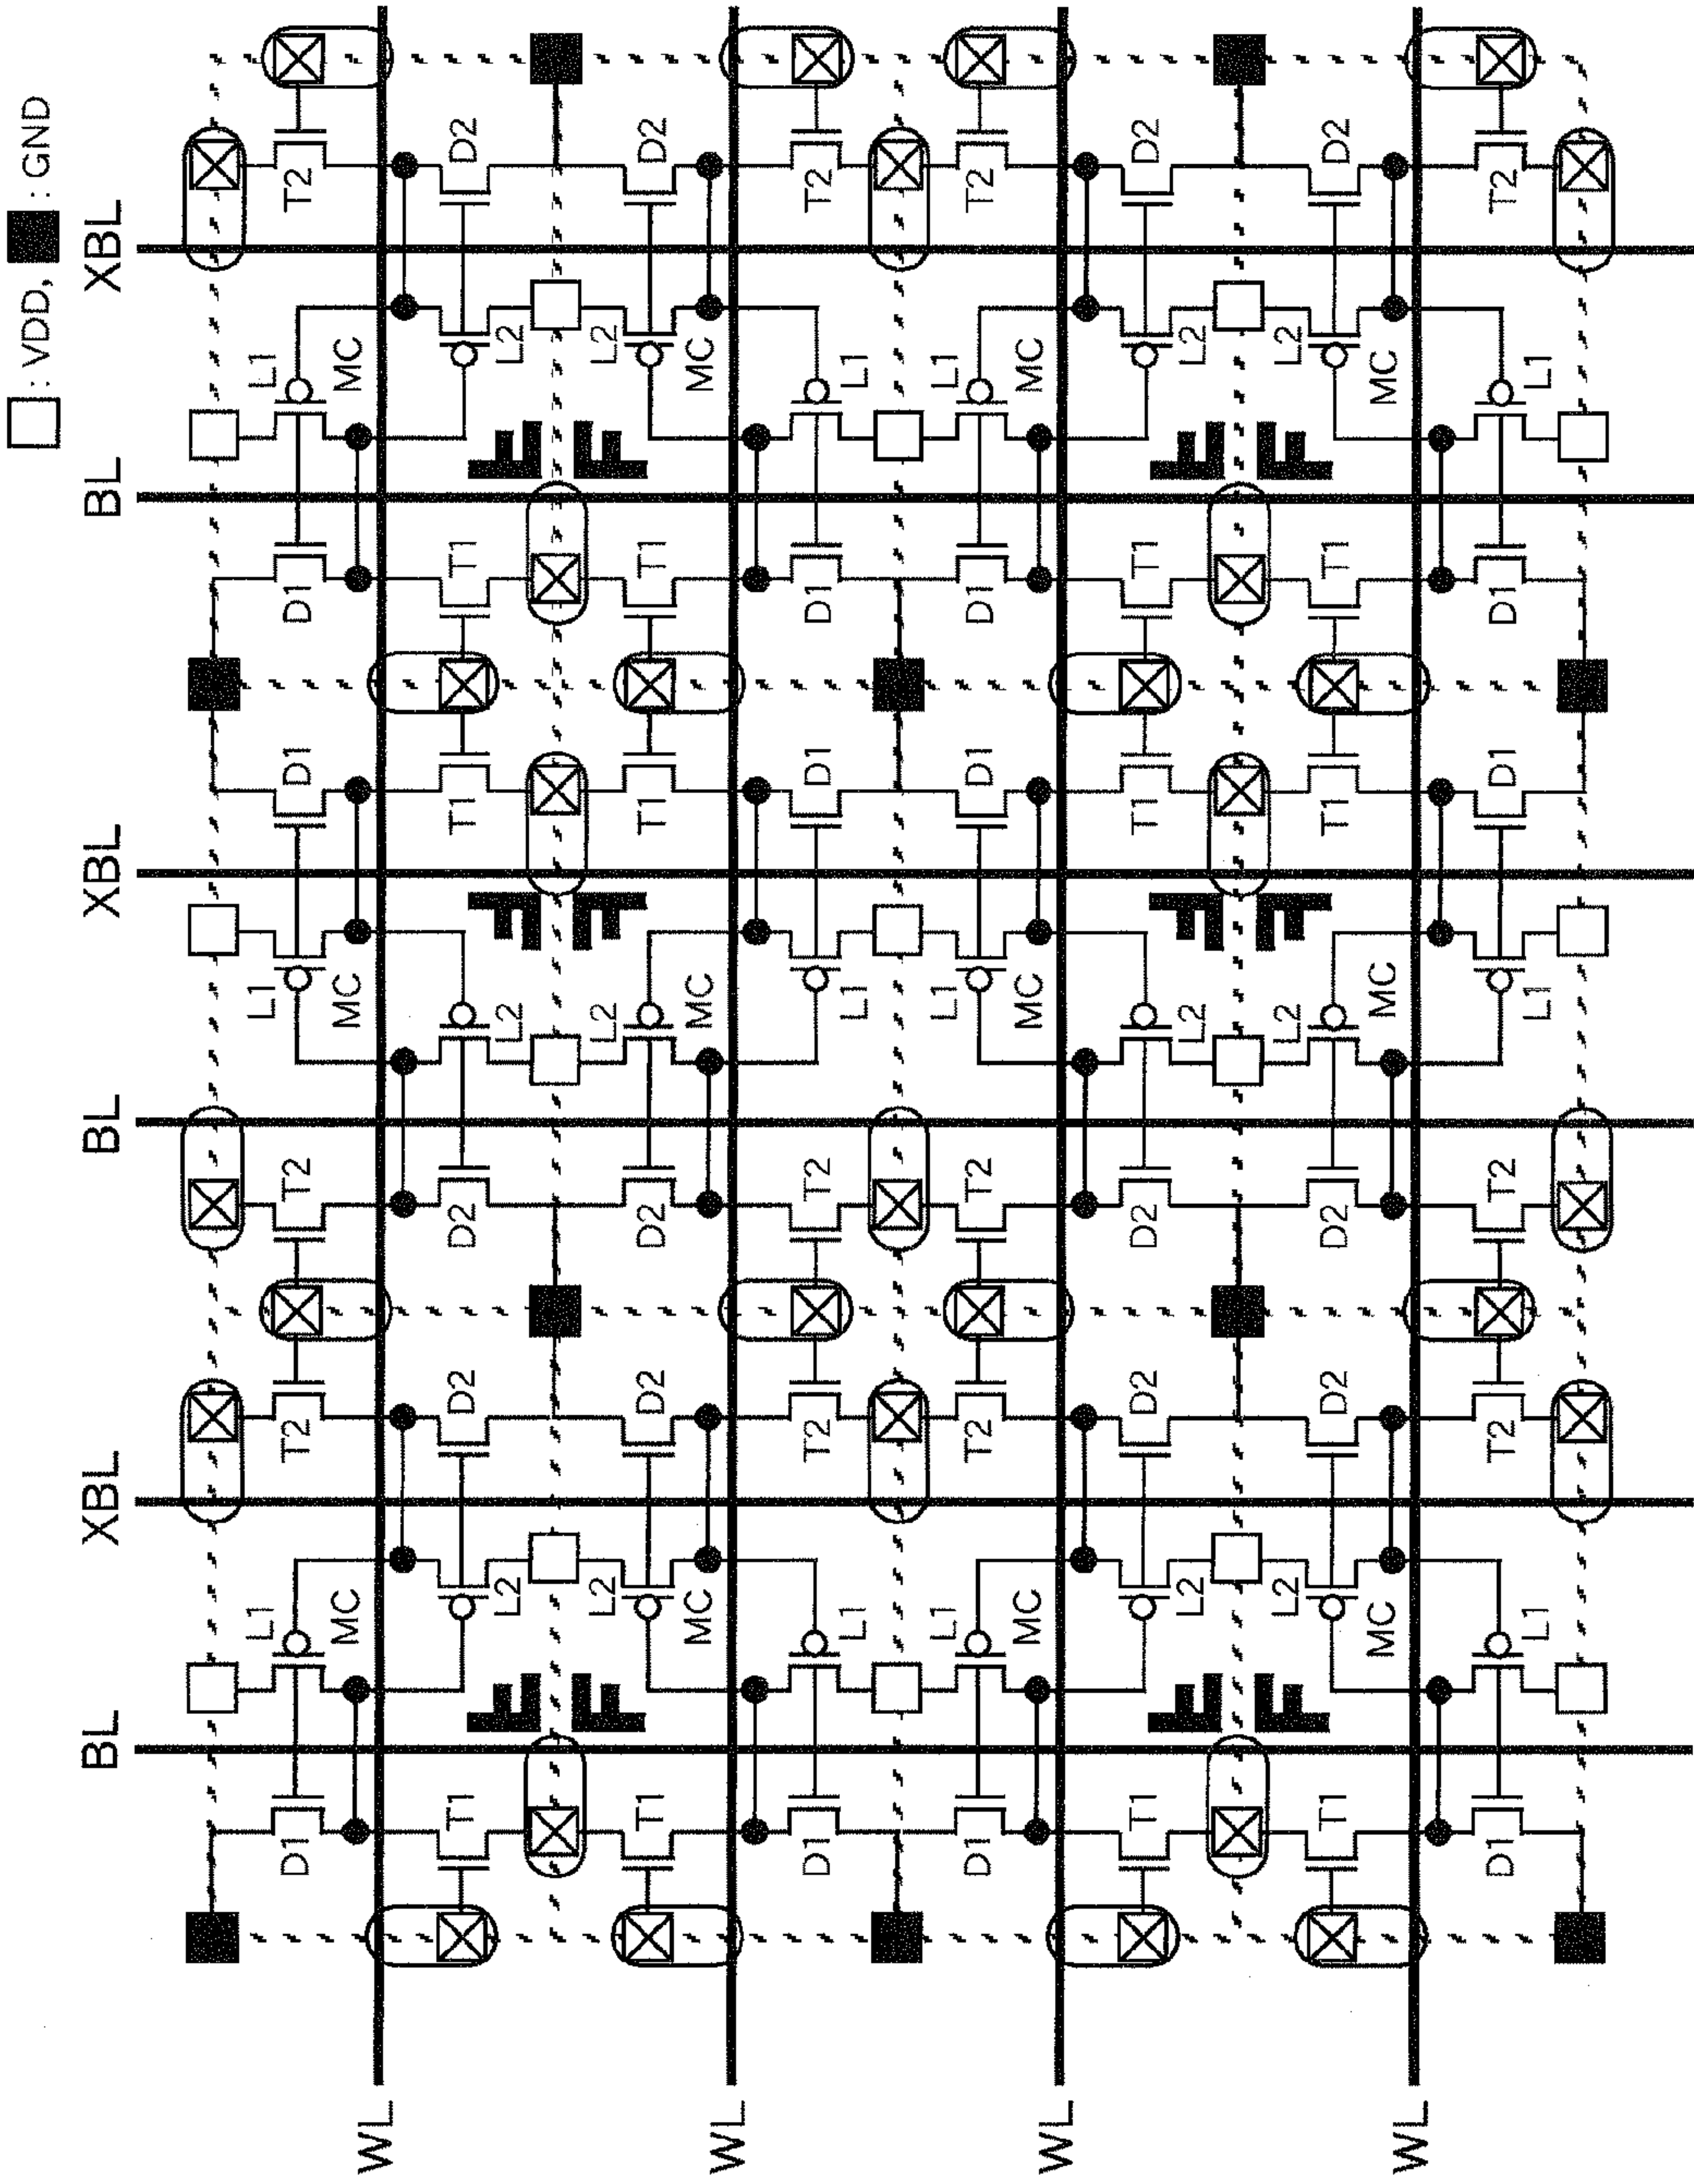 : VDD, : GND
BL XBL BL XBL BL XBL
L1 L1 L1
D1 T2 T2 D1 D1 T2
MC MC MC
WL
T1 D2 D2 T1 T1 D2
L2 L2 L2
L2 L2 L2
T1 D2 D2 T1 T1 D2
MC MC MC
WL
D1 T2 T2 D1 D1 T2
L1 L1 L1
L1 L1 L1
D1 T2 T2 D1 D1 T2
MC MC MC
WL
T1 D2 D2 T1 T1 D2
L2 L2 L2
L2 L2 L2
T1 D2 D2 T1 T1 D2
MC MC MC
WL
D1 T2 T2 D1 D1 T2
L1 L1 L1